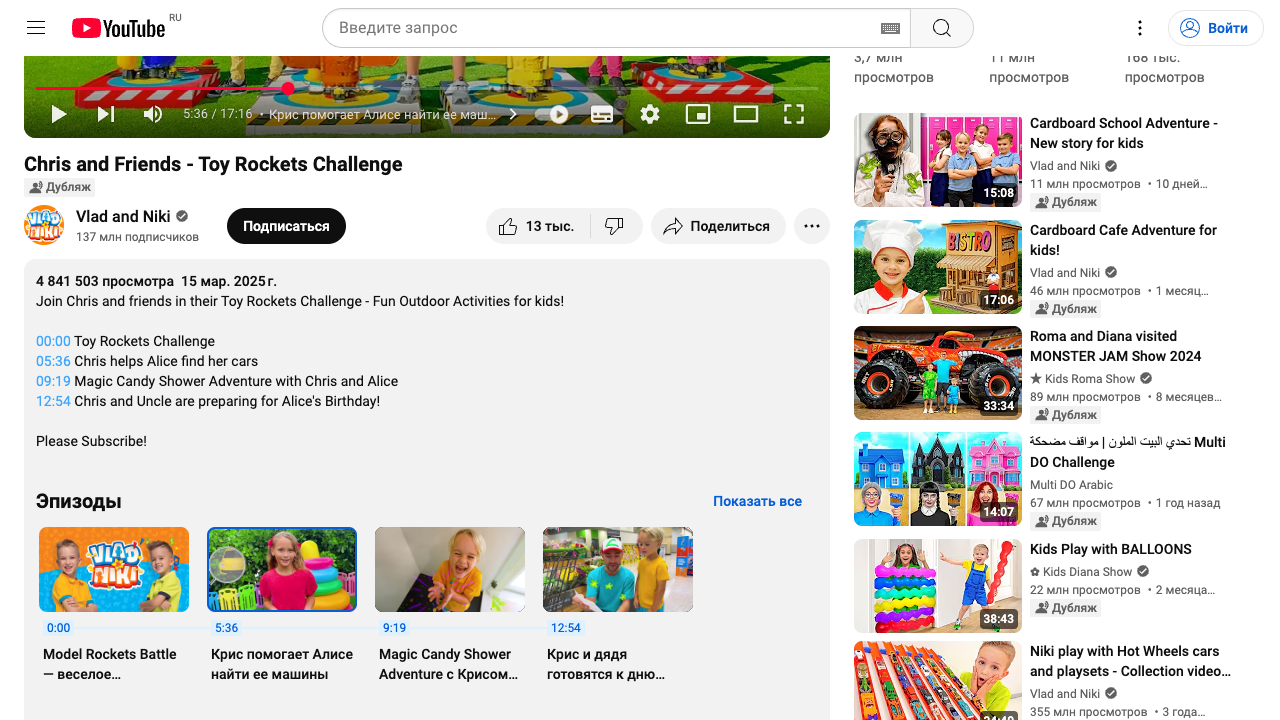 YouTube RU
Введите запрос
Войти
5:36 / 17:16 • Крис помогает Алисе найти ее маш...
Chris and Friends - Toy Rockets Challenge
Дубляж
Vlad and Niki
137 млн подписчиков
Подписаться
13 тыс.
Поделиться
4 841 503 просмотра 15 мар. 2025 г.
Join Chris and friends in their Toy Rockets Challenge - Fun Outdoor Activities for kids!
00:00 Toy Rockets Challenge
05:36 Chris helps Alice find her cars
09:19 Magic Candy Shower Adventure with Chris and Alice
12:54 Chris and Uncle are preparing for Alice's Birthday!
Please Subscribe!
Эпизоды
Показать все
VLAD
NIKI
0:00
5:36
9:19
12:54
Model Rockets Battle
— веселое...
Крис помогает Алисе
найти ее машины
Magic Candy Shower
Adventure с Крисом...
Крис и дядя
готовятся к дню...
3,7 млн
просмотров
11 млн
просмотров
168 тыс.
просмотров
15:08
Cardboard School Adventure -
New story for kids
Vlad and Niki
11 млн просмотров • 10 дней...
Дубляж
BISTRO
17:06
Cardboard Cafe Adventure for
kids!
Vlad and Niki
46 млн просмотров • 1 месяц...
Дубляж
33:34
Roma and Diana visited
MONSTER JAM Show 2024
★ Kids Roma Show
89 млн просмотров • 8 месяцев...
Дубляж
14:07
تحدي البيت الملون | مواقف مضحكة Multi
DO Challenge
Multi DO Arabic
67 млн просмотров • 1 год назад
Дубляж
38:43
Kids Play with BALLOONS
✿ Kids Diana Show
22 млн просмотров • 2 месяца...
Дубляж
Niki play with Hot Wheels cars
and playsets - Collection video...
Vlad and Niki
355 млн просмотров • 3 года...